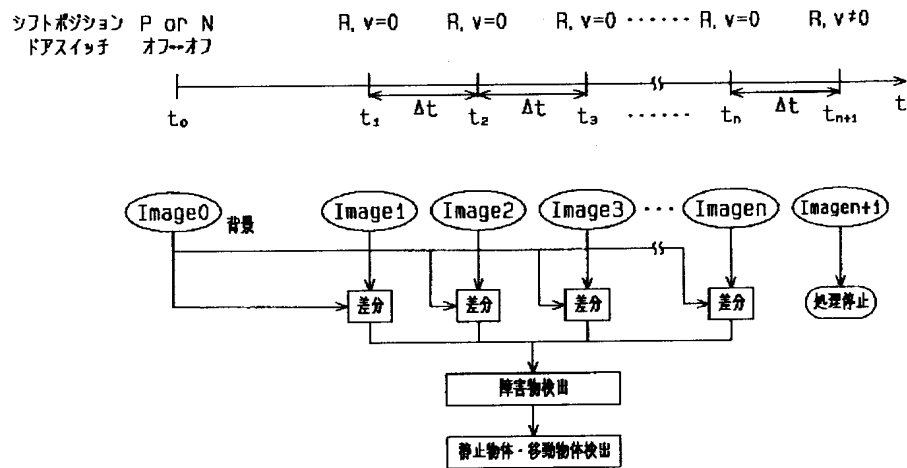 シフトポジション P or N R, v=0 R, v=0 R, v=0 ······ R, v=0 R, v≠0
ドアスイッチ オフ↔オフ
Δt Δt Δt t
t₀ t₁ t₂ t₃ ······ tn tn+1
Image0 Image1 Image2 Image3 ··· Imagen Imagen+1
背景
差分 差分 差分 差分 処理停止
障害物検出
静止物体・移動物体検出